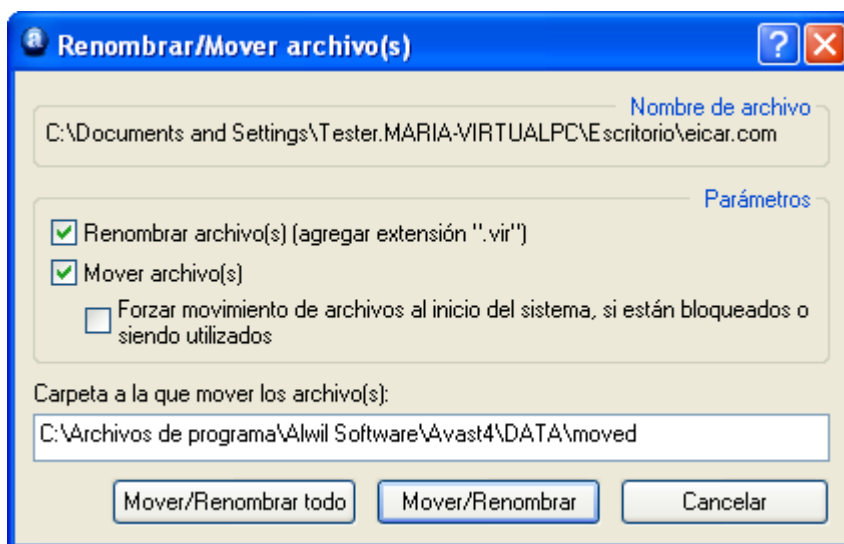 Renombrar/Mover archivo(s)
Nombre de archivo
C:\Documents and Settings\Tester.MARIA-VIRTUALPC\Escritorio\eicar.com
Parámetros
Renombrar archivo(s) (agregar extensión ".vir")
Mover archivo(s)
Forzar movimiento de archivos al inicio del sistema, si están bloqueados o
siendo utilizados
Carpeta a la que mover los archivo(s):
C:\Archivos de programa\Alwil Software\Avast4\DATA\moved
Mover/Renombrar todo
Mover/Renombrar
Cancelar